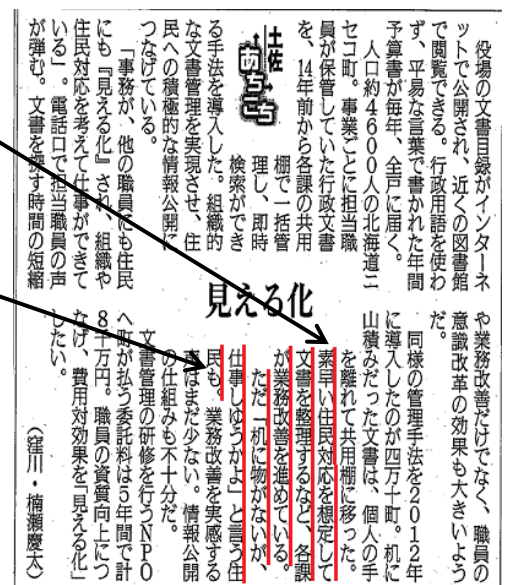 土佐あちこち
見える化
役場の文書目録がインターネ
ットで公開され、近くの図書館
で閲覧できる。行政用語を使わ
ず、平易な言葉で書かれた年間
予算書が毎年、全戸に届く。
人口約4600人の北海道ニ
セコ町。事業ごとに担当職
員が保管していた行政文書
を、14年前から各課の共用
棚で一括管
理し、即時
検索ができ
る手法を導入した。組織的
な文書管理を実現させ、住
民への積極的な情報公開に
つなげている。
「事務が、他の職員にも住民
にも『見える化』され、組織や
住民対応を考えて仕事ができて
いる」。電話口で担当職員の声
が弾む。文書を探す時間の短縮
や業務改善だけでなく、職員の
意識改革の効果も大きいよう
だ。
同様の管理手法を2012年
に導入したのが四万十町。机に
山積みだった文書は、個人の手
を離れて共用棚に移った。
素早い住民対応を想定して
文書を整理するなど、各課
が業務改善を進めている。
ただ「机に物がないが、
仕事しゆうかよ」と言う住
民も。業務改善を実感する
声はまだ少ない。情報公開
の仕組みも不十分だ。
文書管理の研修を行うNPO
へ町が払う委託料は5年間で計
8千万円。職員の資質向上につ
なげ、費用対効果を「見える化」
したい。
（窪川・楠瀬慶太）